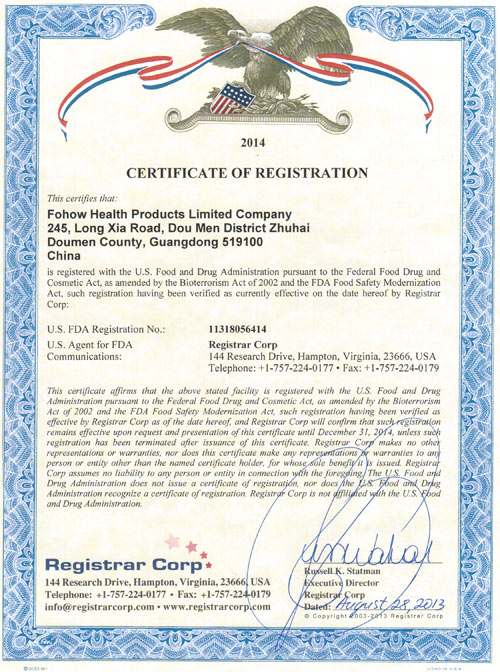 2014
CERTIFICATE OF REGISTRATION
This certifies that:
Fohow Health Products Limited Company
245, Long Xia Road, Dou Men District Zhuhai
Doumen County, Guangdong 519100
China
is registered with the U.S. Food and Drug Administration pursuant to the Federal Food Drug and
Cosmetic Act, as amended by the Bioterrorism Act of 2002 and the FDA Food Safety Modernization
Act, such registration having been verified as currently effective on the date hereof by Registrar
Corp:
U.S. FDA Registration No.: 11318056414
U.S. Agent for FDA Registrar Corp
Communications: 144 Research Drive, Hampton, Virginia, 23666, USA
Telephone: +1-757-224-0177 • Fax: +1-757-224-0179
This certificate affirms that the above stated facility is registered with the U.S. Food and Drug
Administration pursuant to the Federal Food Drug and Cosmetic Act, as amended by the Bioterrorism
Act of 2002 and the FDA Food Safety Modernization Act, such registration having been verified as
effective by Registrar Corp as of the date hereof, and Registrar Corp will confirm that such registration
remains effective upon request and presentation of this certificate until December 31, 2014, unless such
registration has been terminated after issuance of this certificate. Registrar Corp makes no other
representations or warranties, nor does this certificate make any representations or warranties to any
person or entity other than the named certificate holder, for whose sole benefit it is issued. Registrar
Corp assumes no liability to any person or entity in connection with the foregoing. The U.S. Food and
Drug Administration does not issue a certificate of registration, nor does the U.S. Food and Drug
Administration recognize a certificate of registration. Registrar Corp is not affiliated with the U.S. Food
and Drug Administration.
Registrar Corp
144 Research Drive, Hampton, Virginia, 23666, USA
Telephone: +1-757-224-0177 • Fax: +1-757-224-0179
info@registrarcorp.com • www.registrarcorp.com
Russell K. Statman
Executive Director
Registrar Corp
Dated: August 28, 2013
© Copyright 2003-2013 Registrar Corp
LITHO IN U.S.A.